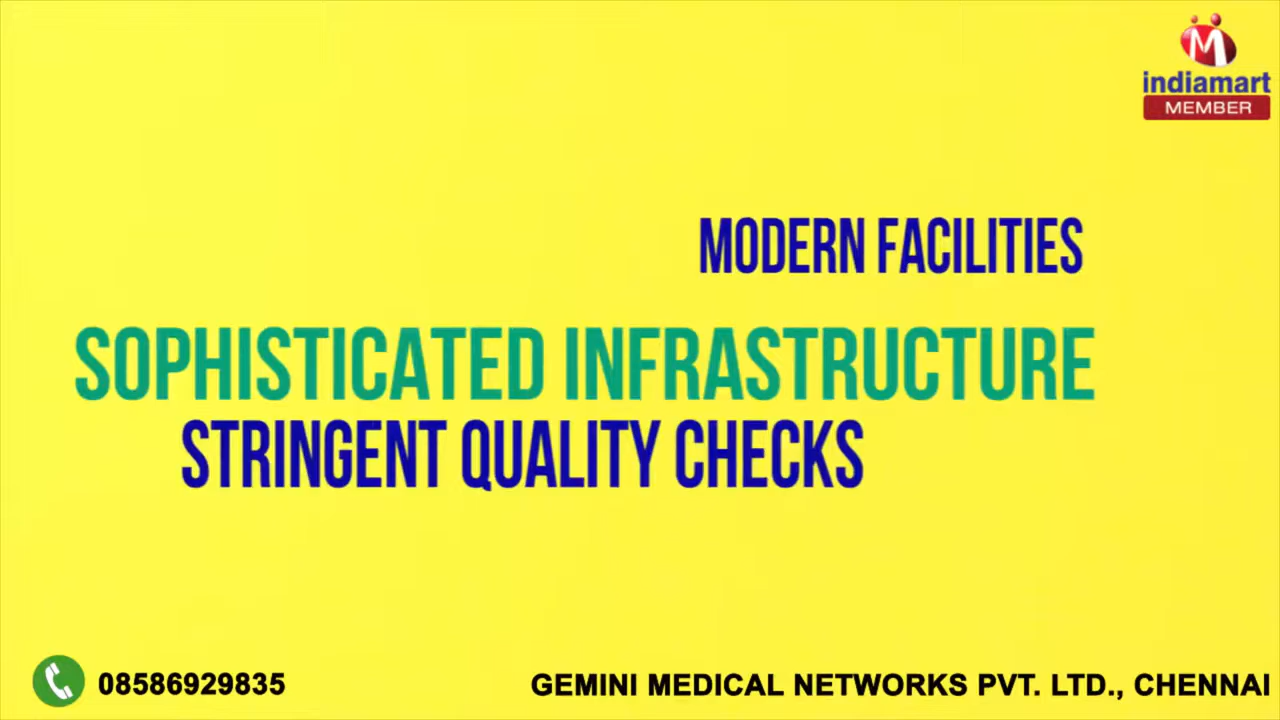 indiamart
MEMBER
MODERN FACILITIES
SOPHISTICATED INFRASTRUCTURE
STRINGENT QUALITY CHECKS
08586929835
GEMINI MEDICAL NETWORKS PVT. LTD., CHENNAI